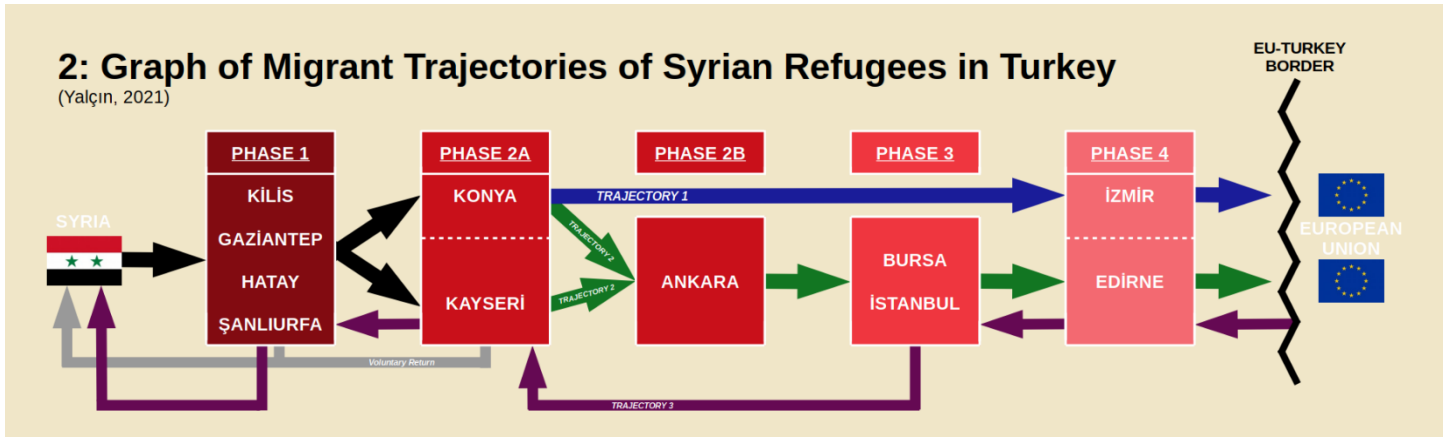 2: Graph of Migrant Trajectories of Syrian Refugees in Turkey
(Yalçın, 2021)
EU-TURKEY
BORDER
PHASE 1
PHASE 2A
PHASE 2B
PHASE 3
PHASE 4
SYRIA
KİLİS
GAZİANTEP
HATAY
ŞANLIURFA
KONYA
KAYSERİ
TRAJECTORY 1
TRAJECTORY 2
TRAJECTORY 2
ANKARA
BURSA
İSTANBUL
İZMİR
EDİRNE
EUROPEAN
UNION
Voluntary Return
TRAJECTORY 3